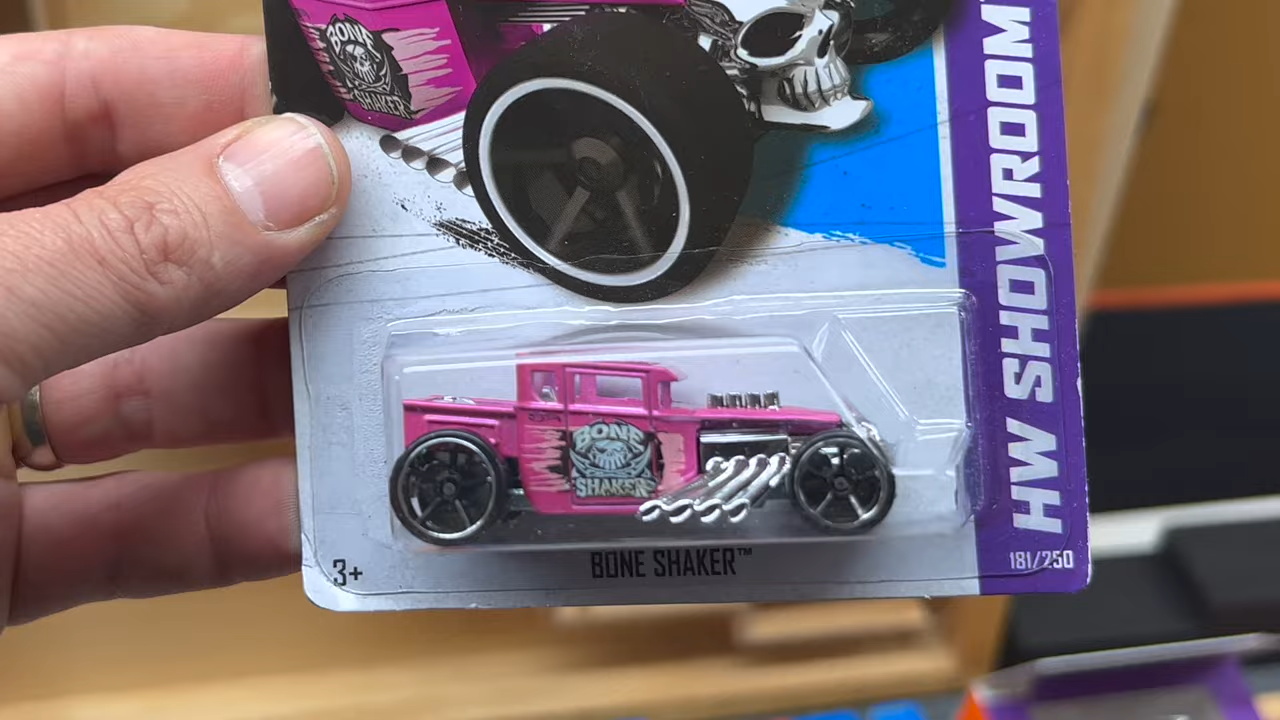 BONE
SHAKER
HW SHOWROOM
BONE
SHAKER
BONE SHAKER™
3+
181/250